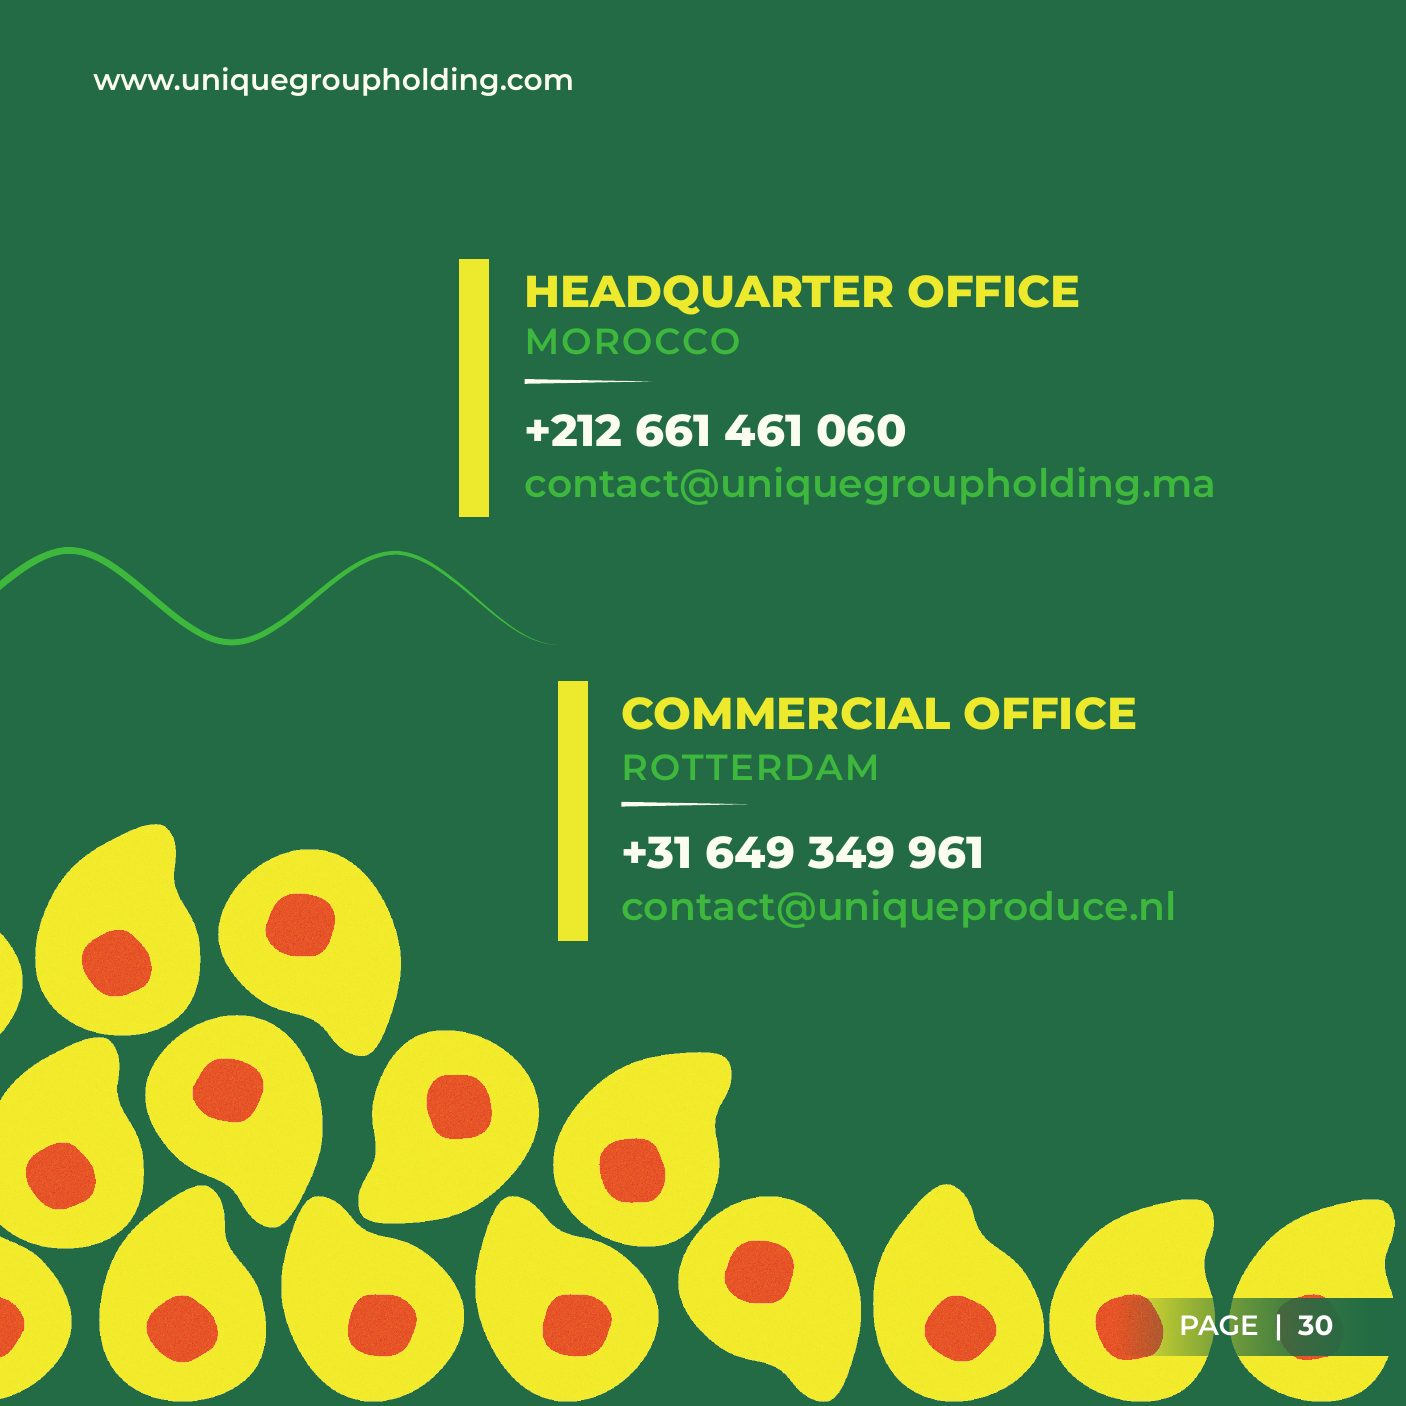 www.uniquegroupholding.com
HEADQUARTER OFFICE
MOROCCO
+212 661 461 060
contact@uniquegroupholding.ma
COMMERCIAL OFFICE
ROTTERDAM
+31 649 349 961
contact@uniqueproduce.nl
PAGE | 30